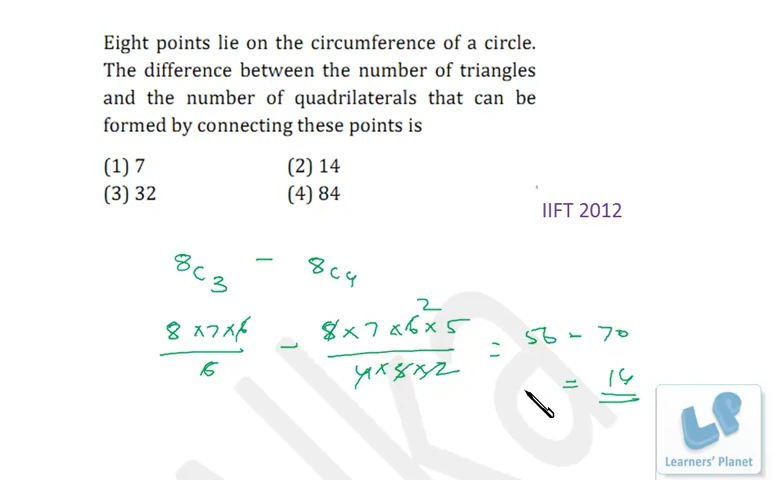 Eight points lie on the circumference of a circle.
The difference between the number of triangles
and the number of quadrilaterals that can be
formed by connecting these points is
(1) 7 (2) 14
(3) 32 (4) 84
IIFT 2012
8C3 - 8C4
2
8×7×6 / 6 - 8×7×6×5 / 4×3×2 = 56 - 70
= 14
LP
Learners' Planet